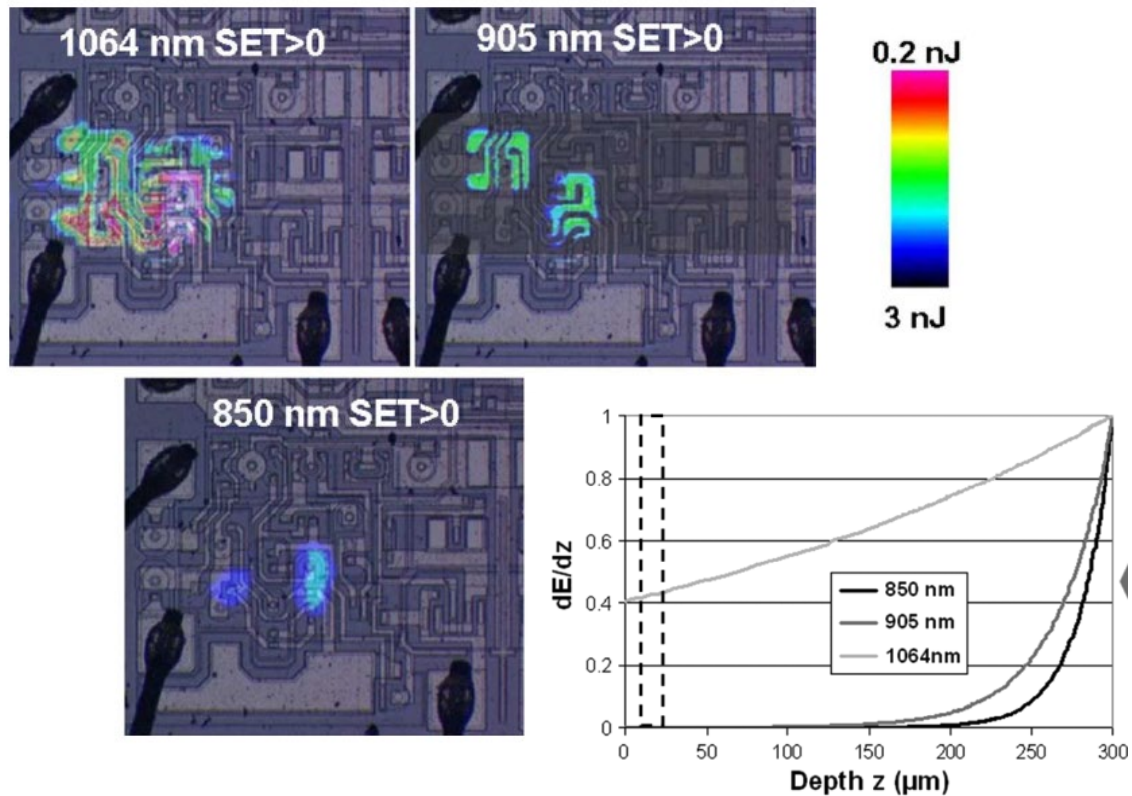 1064 nm SET>0
905 nm SET>0
0.2 nJ
3 nJ
850 nm SET>0
1
0.8
0.6
0.4
0.2
0
dE/dz
850 nm
905 nm
1064nm
0 50 100 150 200 250 300
Depth z (µm)